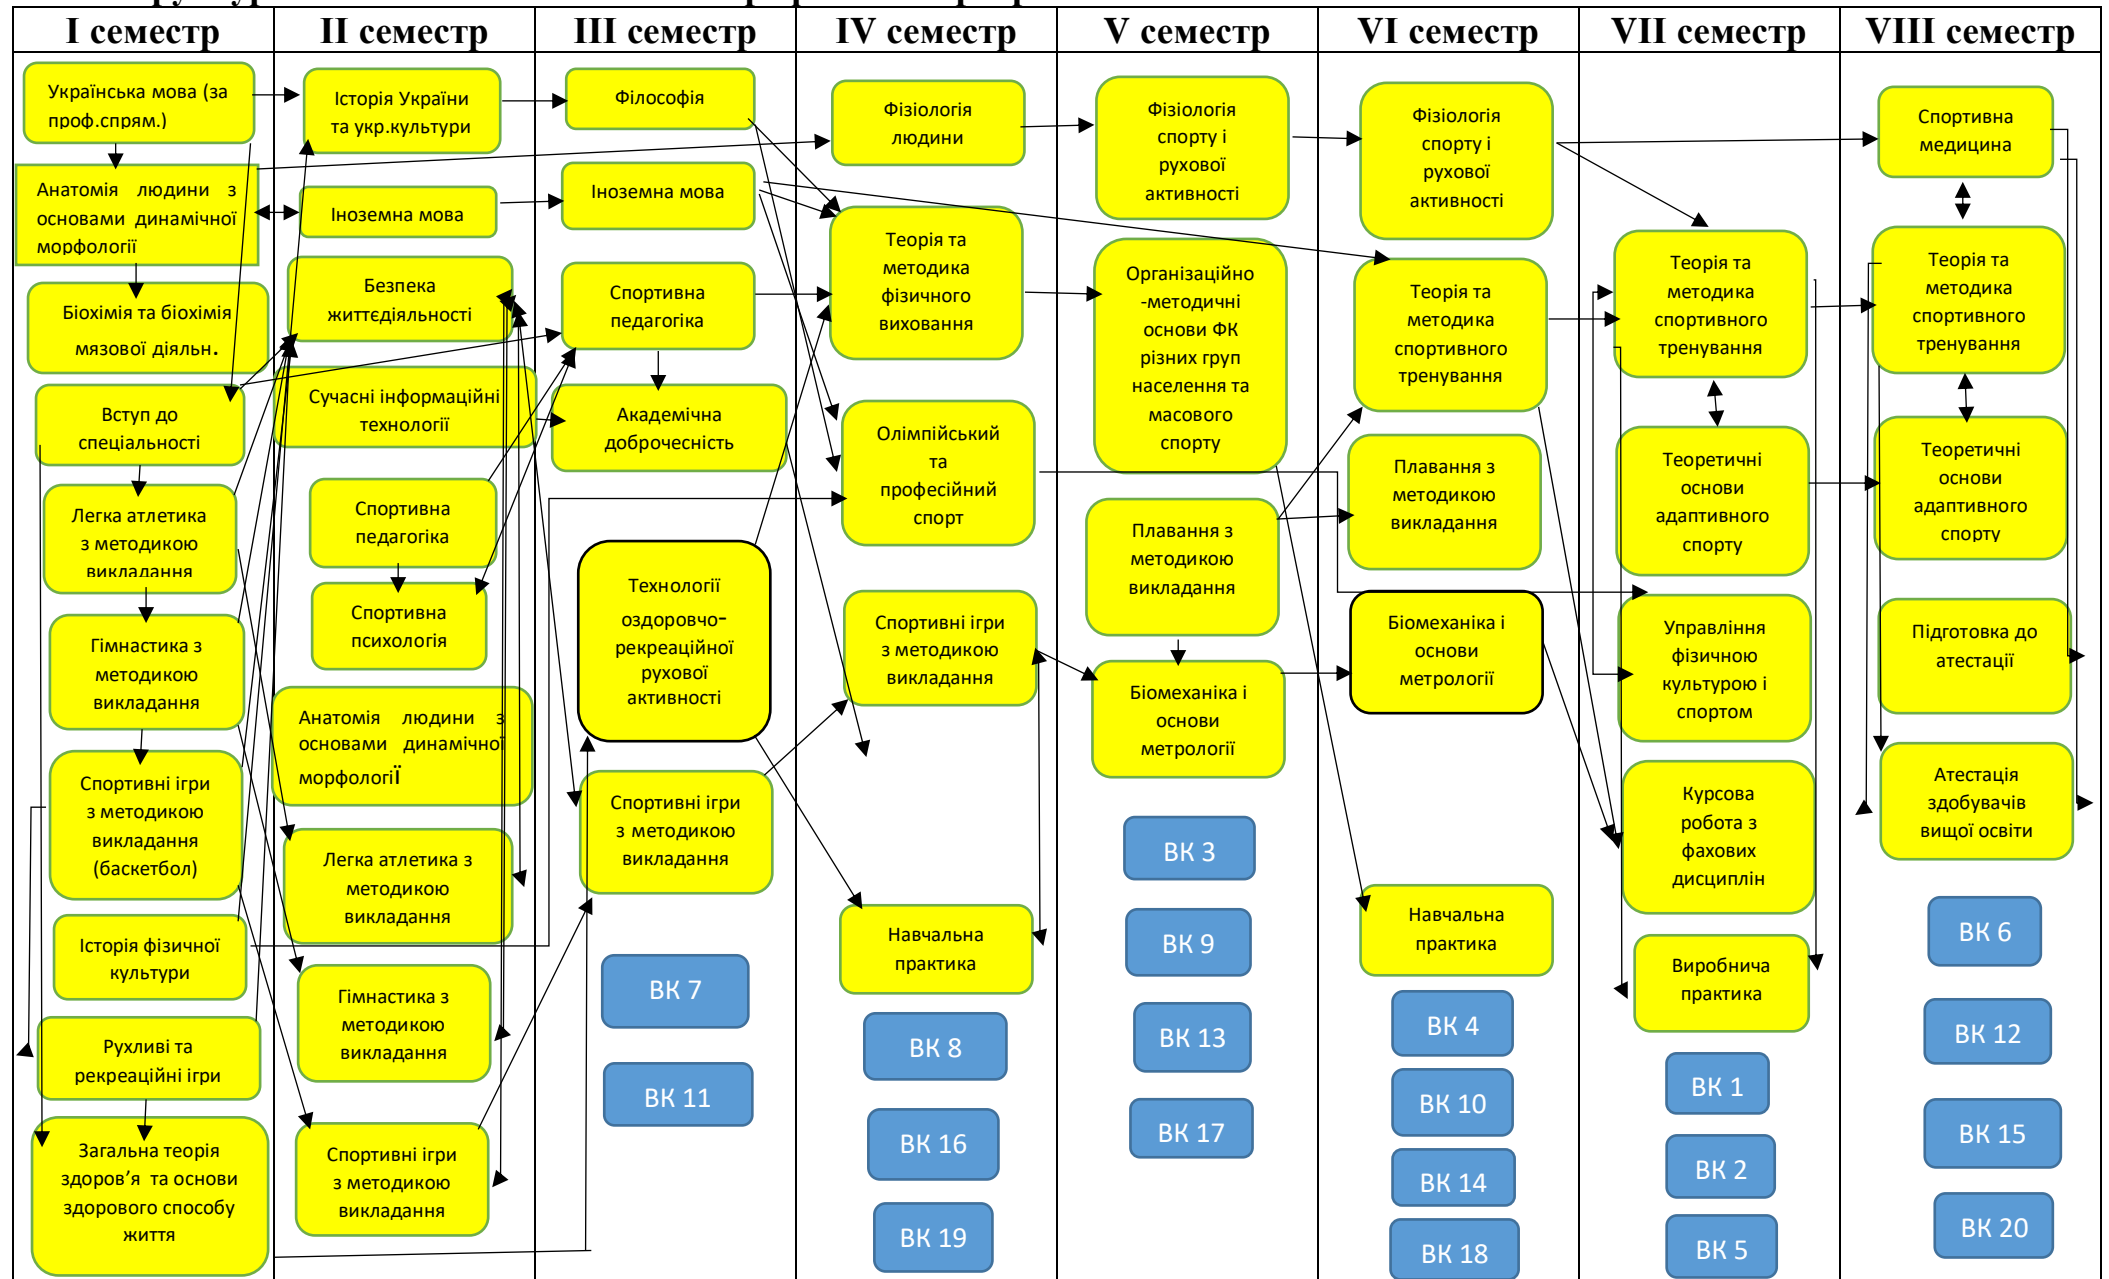 I семестр
II семестр
III семестр
IV семестр
V семестр
VI семестр
VII семестр
VIII семестр
Українська мова (за
проф.спрям.)
Анатомія людини з
основами динамічної
морфології
Біохімія та біохімія
мязової діяльн.
Вступ до
спеціальності
Легка атлетика
з методикою
викладання
Гімнастика з
методикою
викладання
Спортивні ігри
з методикою
викладання
(баскетбол)
Історія фізичної
культури
Рухливі та
рекреаційні ігри
Загальна теорія
здоров’я та основи
здорового способу
життя
Історія України
та укр.культури
Іноземна мова
Безпека
життєдіяльності
Сучасні інформаційні
технології
Спортивна
педагогіка
Спортивна
психологія
Анатомія людини з
основами динамічної
морфології
Легка атлетика з
методикою
викладання
Гімнастика з
методикою
викладання
Спортивні ігри
з методикою
викладання
Філософія
Іноземна мова
Спортивна
педагогіка
Академічна
доброчесність
Технології
оздоровчо-
рекреаційної
рухової
активності
Спортивні ігри
з методикою
викладання
ВК 7
ВК 11
Фізіологія
людини
Теорія та
методика
фізичного
виховання
Олімпійський
та
професійний
спорт
Спортивні ігри
з методикою
викладання
Навчальна
практика
ВК 8
ВК 16
ВК 19
Фізіологія
спорту і
рухової
активності
Організаційно
-методичні
основи ФК
різних груп
населення та
масового
спорту
Плавання з
методикою
викладання
Біомеханіка і
основи
метрології
ВК 3
ВК 9
ВК 13
ВК 17
Фізіологія
спорту і
рухової
активності
Теорія та
методика
спортивного
тренування
Плавання з
методикою
викладання
Біомеханіка і
основи
метрології
Навчальна
практика
ВК 4
ВК 10
ВК 14
ВК 18
Теорія та
методика
спортивного
тренування
Теоретичні
основи
адаптивного
спорту
Управління
фізичною
культурою і
спортом
Курсова
робота з
фахових
дисциплін
Виробнича
практика
ВК 1
ВК 2
ВК 5
Спортивна
медицина
Теорія та
методика
спортивного
тренування
Теоретичні
основи
адаптивного
спорту
Підготовка до
атестації
Атестація
здобувачів
вищої освіти
ВК 6
ВК 12
ВК 15
ВК 20